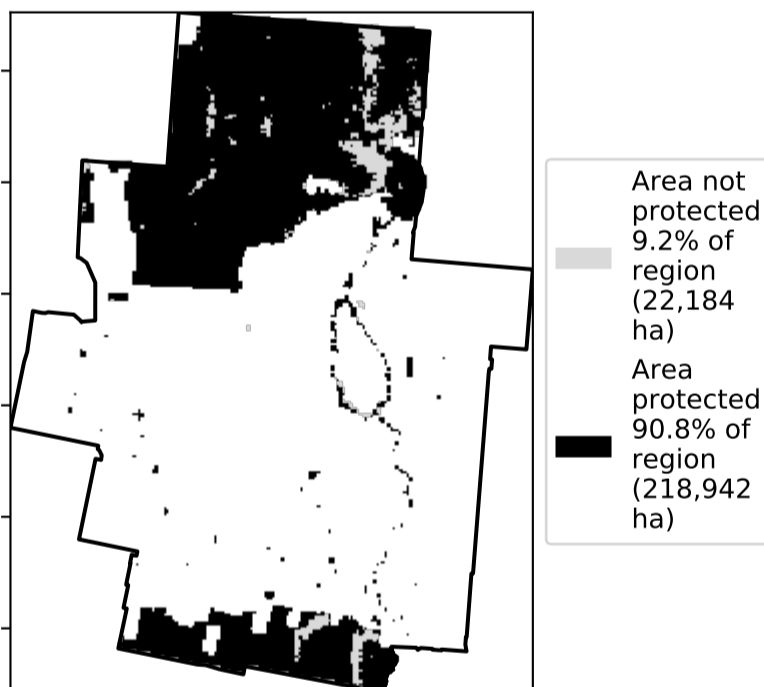 Area not
protected
9.2% of
region
(22,184
ha)
Area
protected
90.8% of
region
(218,942
ha)